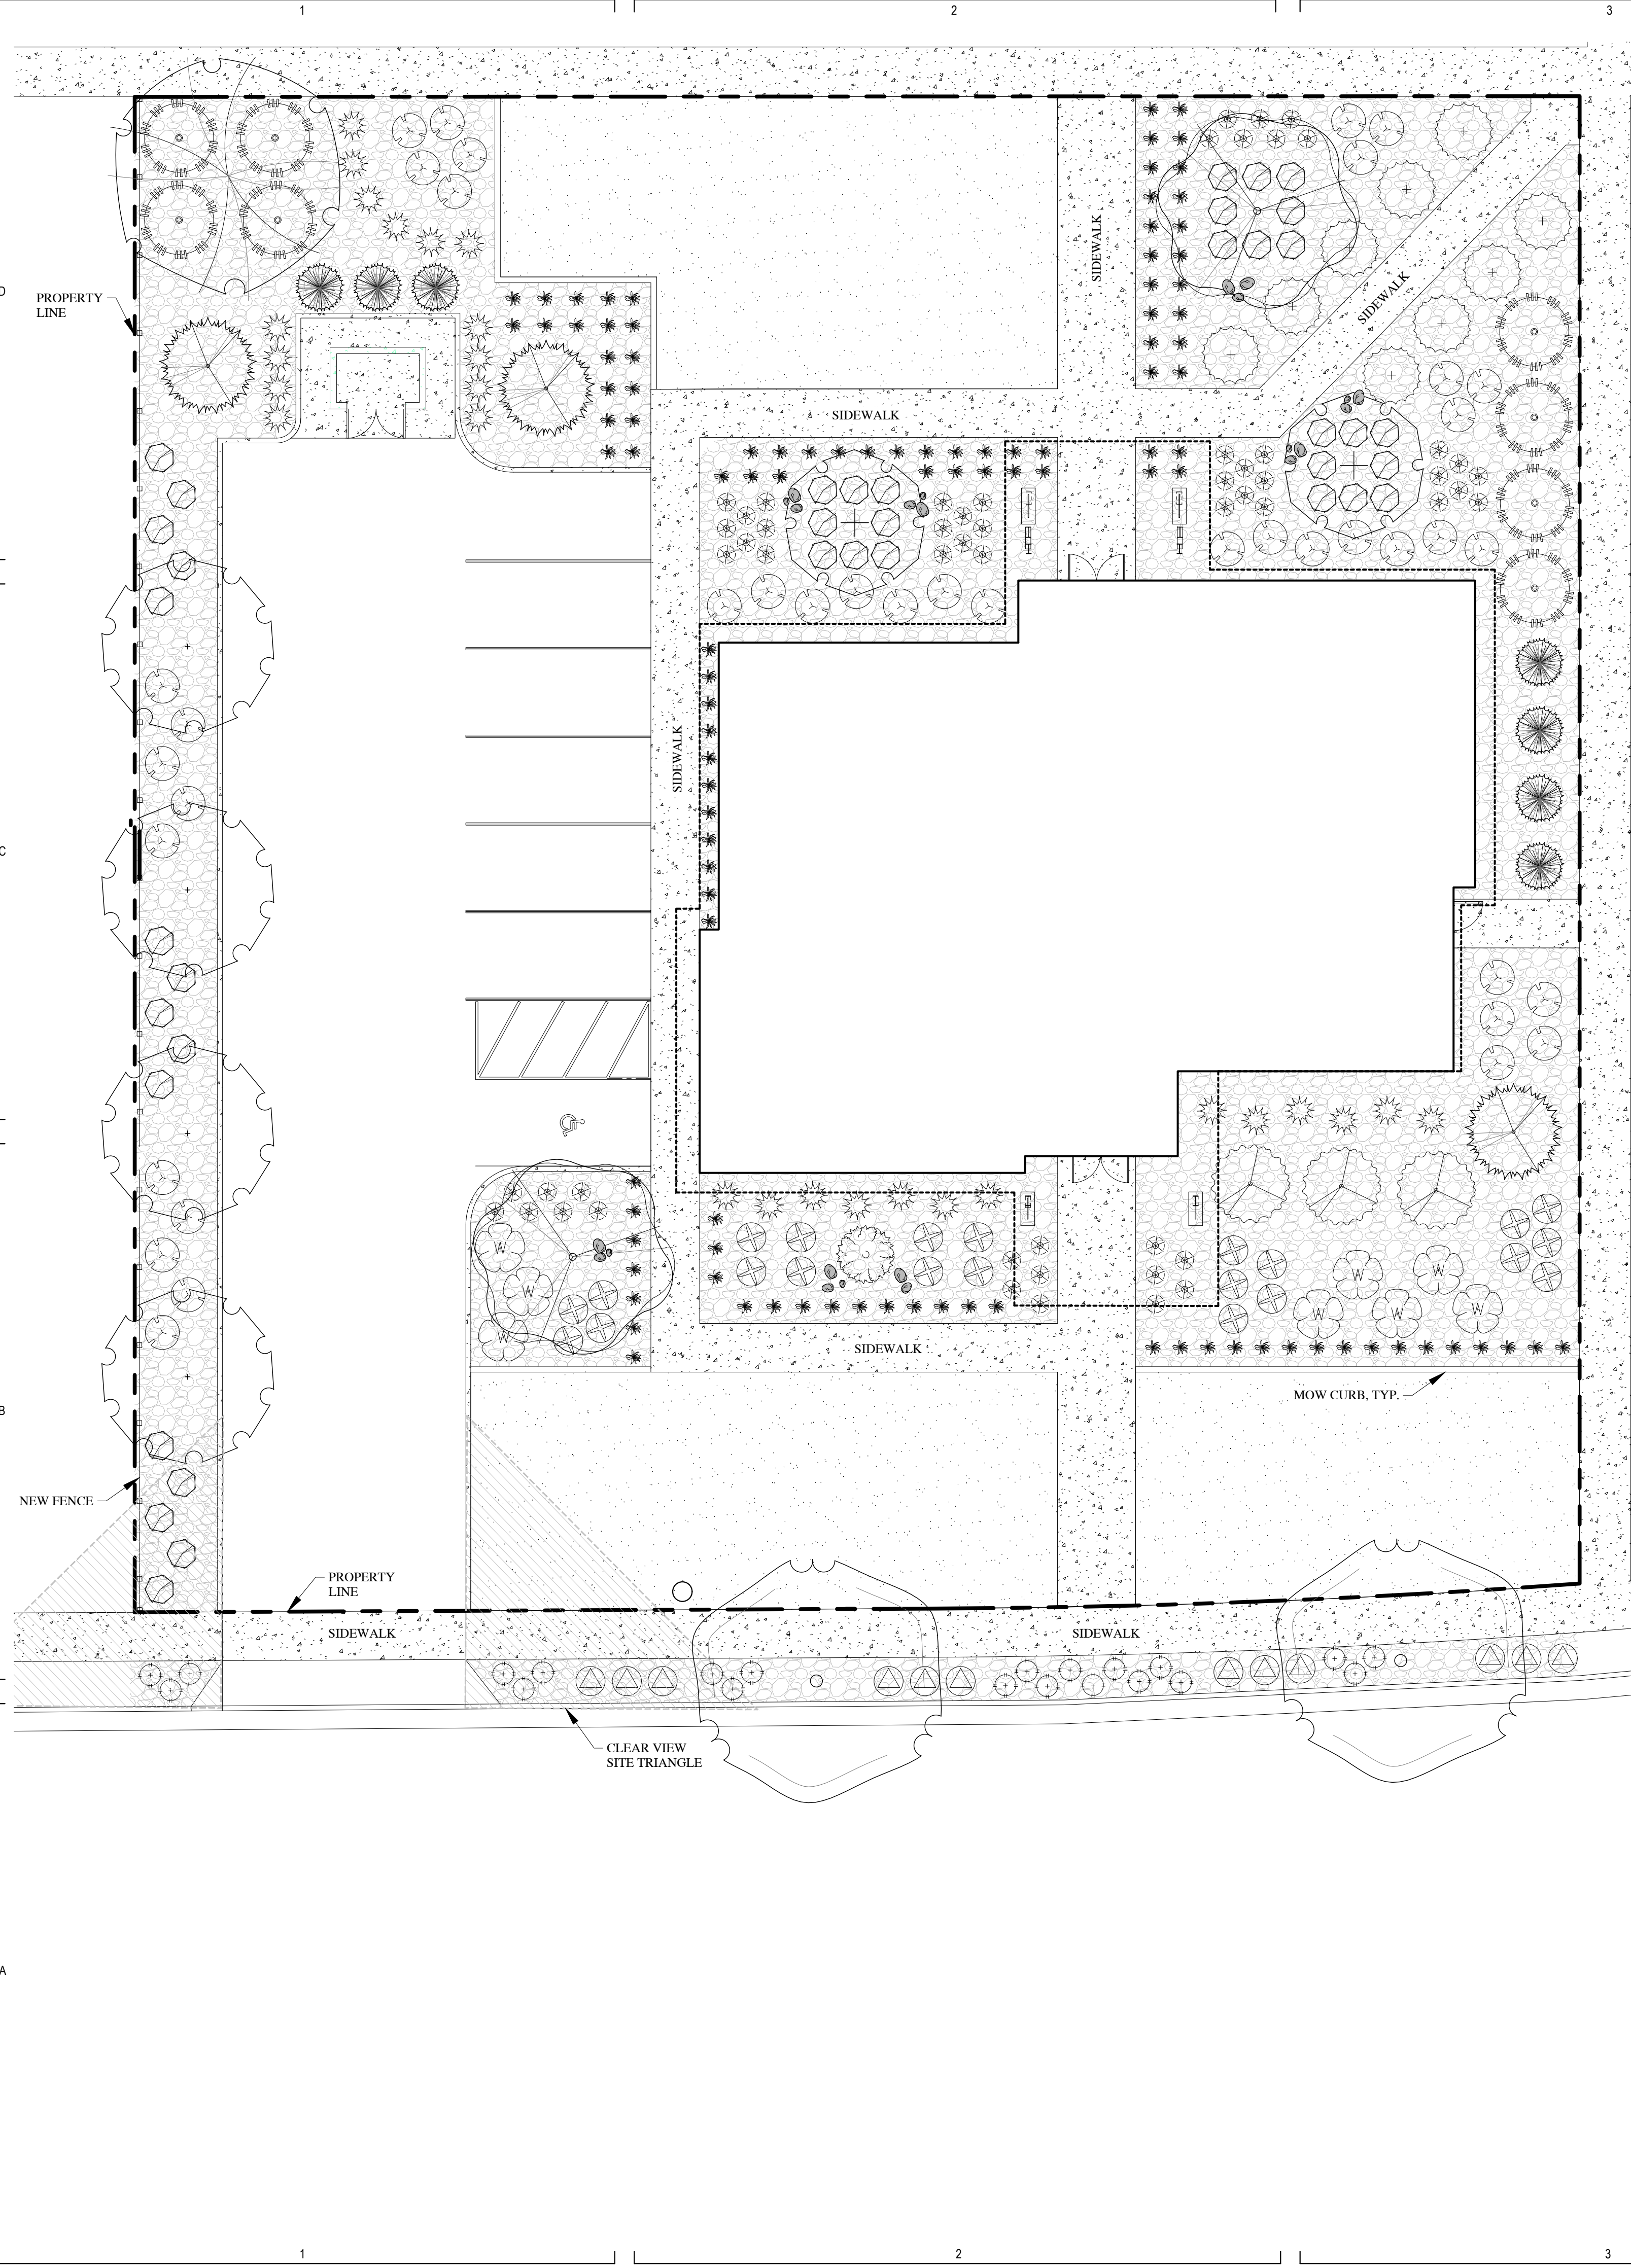 1
2
3
D
PROPERTY
LINE
SIDEWALK
SIDEWALK
SIDEWALK
SIDEWALK
C
W
W
W
W
W
W
W
W
SIDEWALK
MOW CURB, TYP.
B
NEW FENCE
PROPERTY
LINE
SIDEWALK
SIDEWALK
CLEAR VIEW
SITE TRIANGLE
A
1
2
3